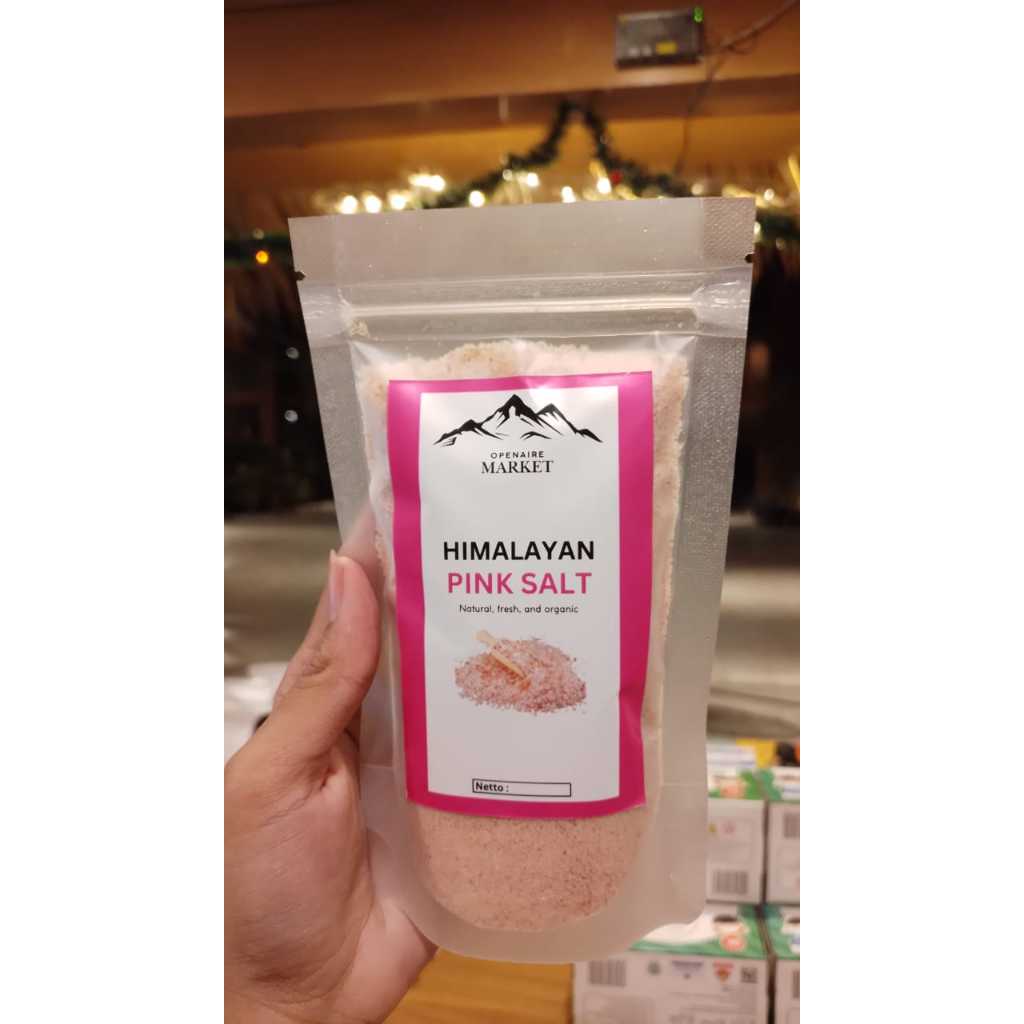 OPENAIRE
MARKET
HIMALAYAN
PINK SALT
Natural, fresh, and organic
Netto :